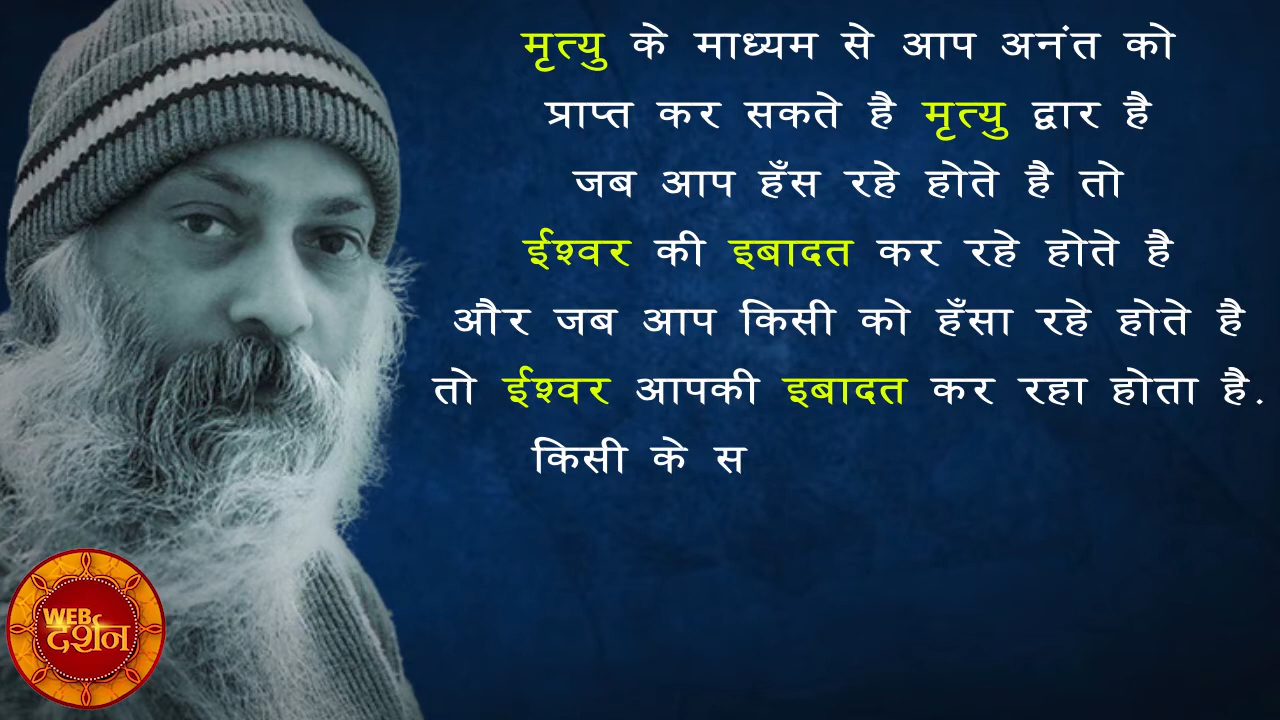 मृत्यु के माध्यम से आप अनंत को
प्राप्त कर सकते है मृत्यु द्वार है
जब आप हँस रहे होते है तो
ईश्वर की इबादत कर रहे होते है
और जब आप किसी को हँसा रहे होते है
तो ईश्वर आपकी इबादत कर रहा होता है.
किसी के स
WEB
दर्शन